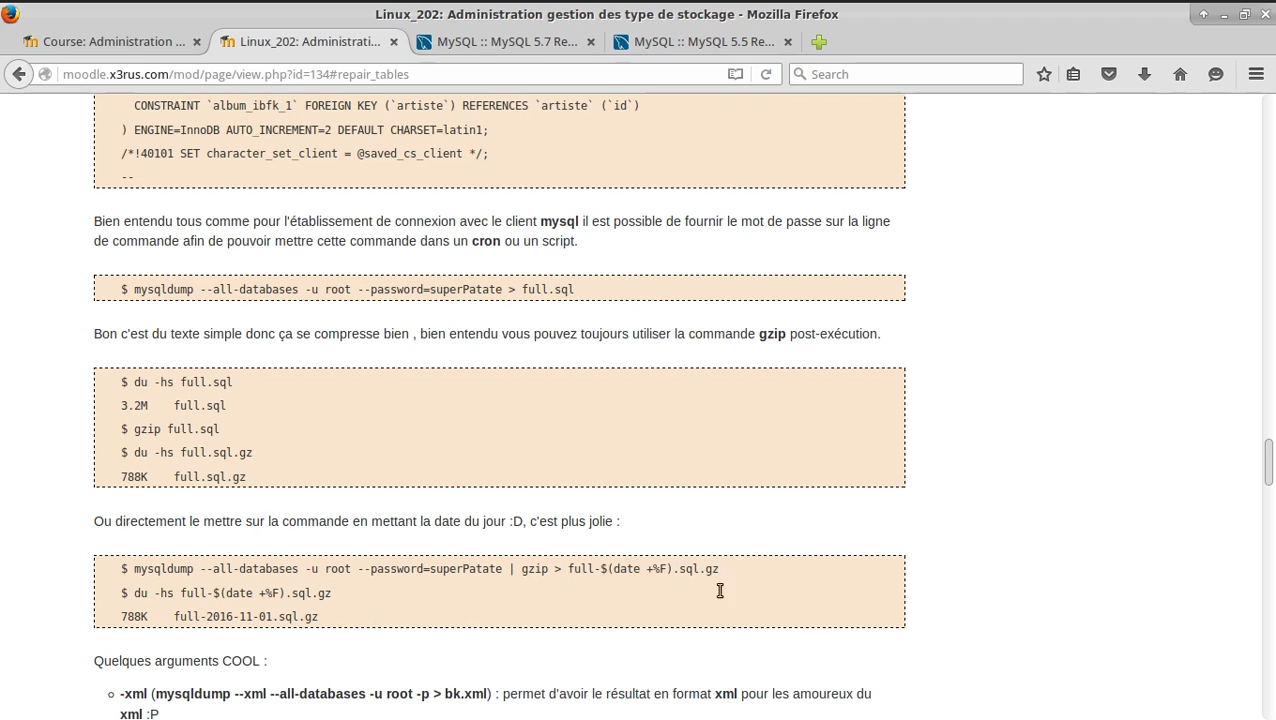 Linux_202: Administration gestion des type de stockage - Mozilla Firefox
Course: Administration ...
Linux_202: Administrati...
MySQL :: MySQL 5.7 Re...
MySQL :: MySQL 5.5 Re...
moodle.x3rus.com/mod/page/view.php?id=134#repair_tables
Search
CONSTRAINT `album_ibfk_1` FOREIGN KEY (`artiste`) REFERENCES `artiste` (`id`)
) ENGINE=InnoDB AUTO_INCREMENT=2 DEFAULT CHARSET=latin1;
/*!40101 SET character_set_client = @saved_cs_client */;
--
Bien entendu tous comme pour l'établissement de connexion avec le client mysql il est possible de fournir le mot de passe sur la ligne
de commande afin de pouvoir mettre cette commande dans un cron ou un script.
$ mysqldump --all-databases -u root --password=superPatate > full.sql
Bon c'est du texte simple donc ça se compresse bien , bien entendu vous pouvez toujours utiliser la commande gzip post-exécution.
$ du -hs full.sql
3.2M    full.sql
$ gzip full.sql
$ du -hs full.sql.gz
788K    full.sql.gz
Ou directement le mettre sur la commande en mettant la date du jour :D, c'est plus jolie :
$ mysqldump --all-databases -u root --password=superPatate | gzip > full-$(date +%F).sql.gz
$ du -hs full-$(date +%F).sql.gz
788K    full-2016-11-01.sql.gz
Quelques arguments COOL :
-xml (mysqldump --xml --all-databases -u root -p > bk.xml) : permet d'avoir le résultat en format xml pour les amoureux du
xml :P